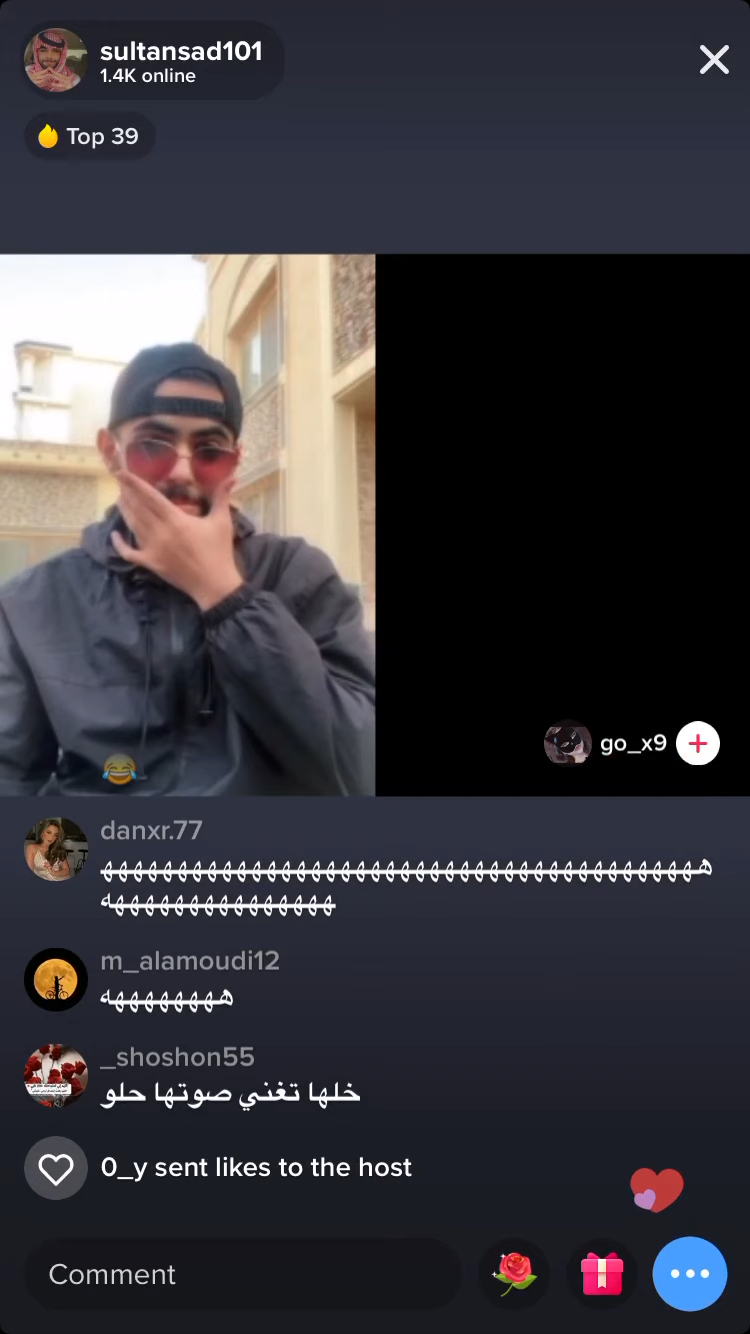 sultansad101
1.4K online
Top 39
go_x9
danxr.77
هههههههههههههههههههههههههههههههههههههههههه
هههههههههههههههه
m_alamoudi12
ههههههههه
_shoshon55
خلها تغني صوتها حلو
0_y sent likes to the host
Comment